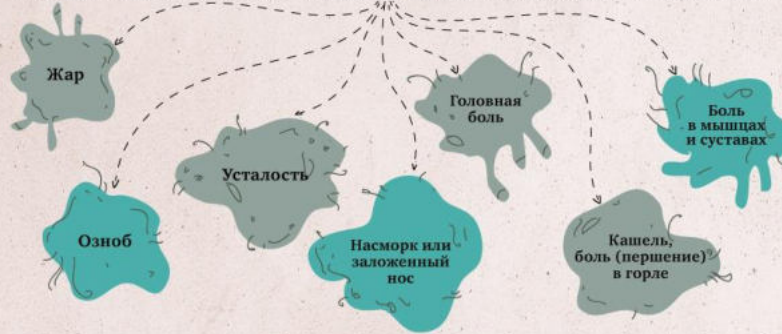 Жар
Головная
боль
Боль
в мышцах
и суставах
Усталость
Озноб
Насморк или
заложенный
нос
Кашель,
боль (першение)
в горле